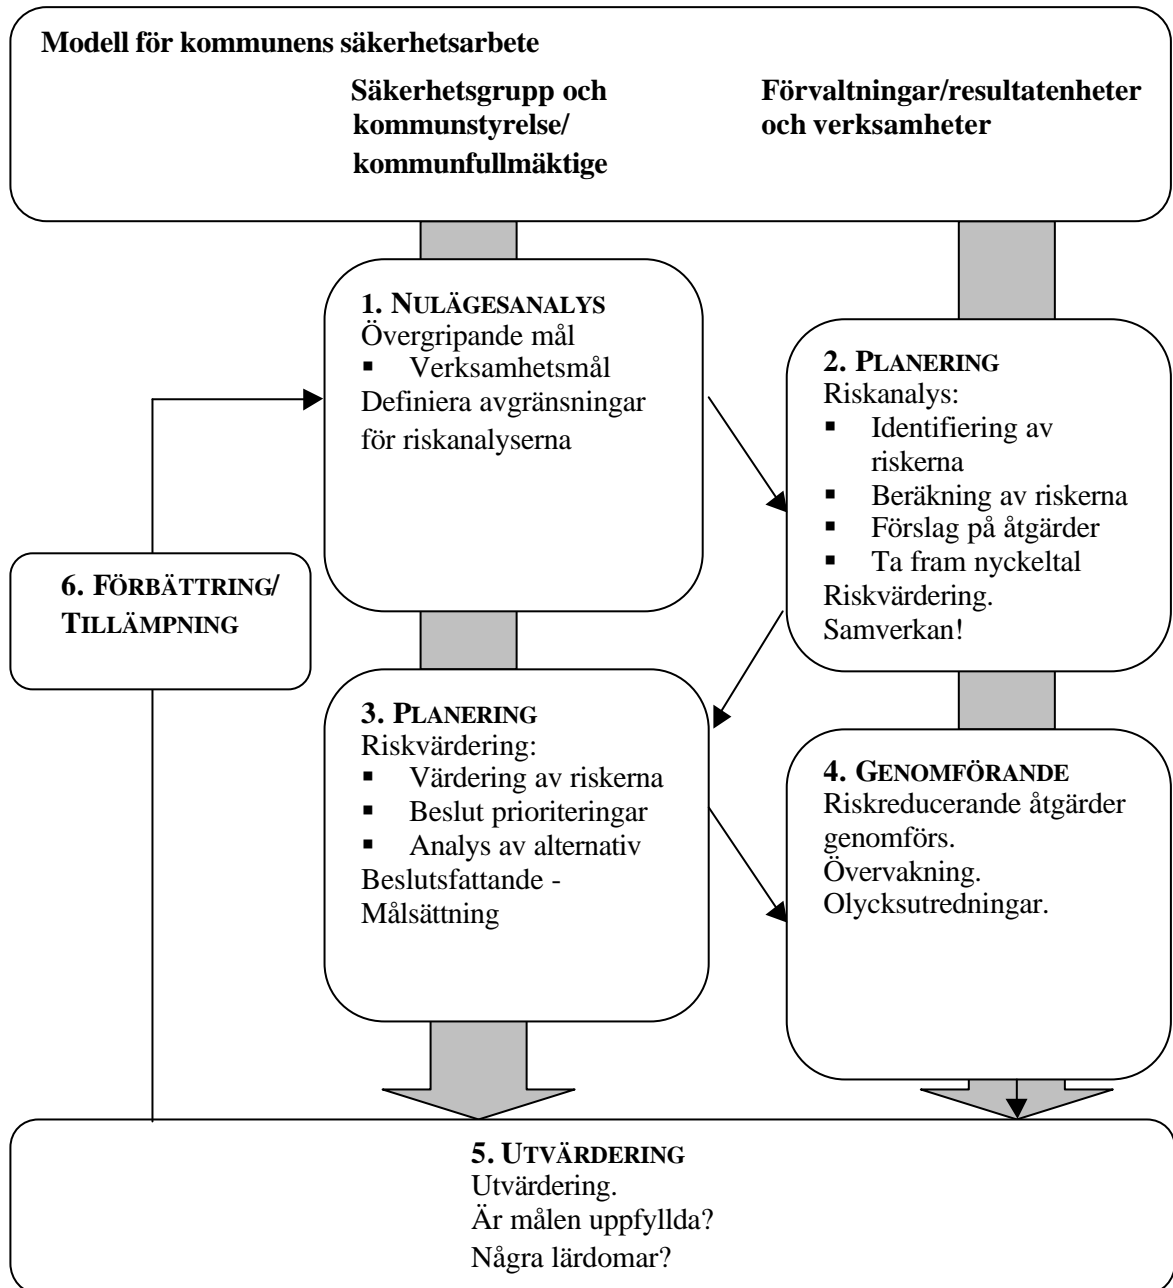 Modell för kommunens säkerhetsarbete
Säkerhetsgrupp och
kommunstyrelse/
kommunfullmäktige
Förvaltningar/resultatenheter
och verksamheter
1. NULÄGESANALYS
Övergripande mål
▪ Verksamhetsmål
Definiera avgränsningar
för riskanalyserna
2. PLANERING
Riskanalys:
▪ Identifiering av
riskerna
▪ Beräkning av riskerna
▪ Förslag på åtgärder
▪ Ta fram nyckeltal
Riskvärdering.
Samverkan!
6. FÖRBÄTTRING/
TILLÄMPNING
3. PLANERING
Riskvärdering:
▪ Värdering av riskerna
▪ Beslut prioriteringar
▪ Analys av alternativ
Beslutsfattande -
Målsättning
4. GENOMFÖRANDE
Riskreducerande åtgärder
genomförs.
Övervakning.
Olycksutredningar.
5. UTVÄRDERING
Utvärdering.
Är målen uppfyllda?
Några lärdomar?